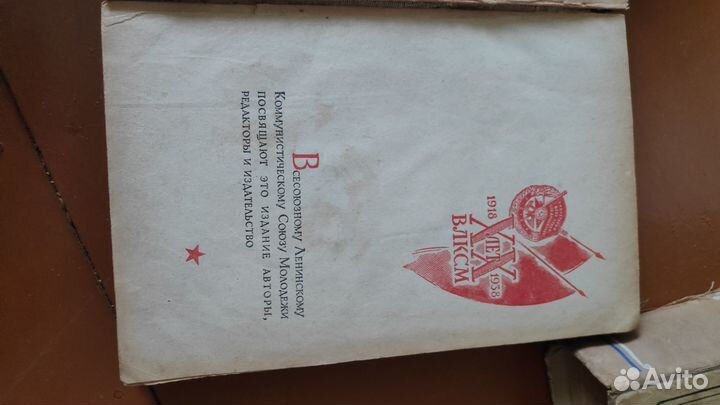 1918 XX 1938
ЛЕТ
ВЛКСМ
Всесоюзному Ленинскому
Коммунистическому Союзу Молодежи
посвящают это издание авторы,
редакторы и издательство
Avito